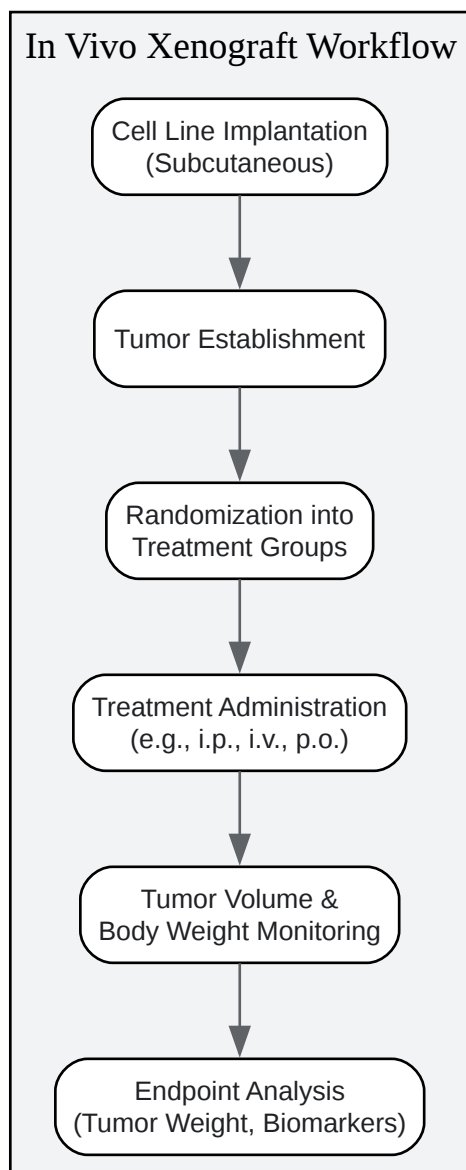 In Vivo Xenograft Workflow
Cell Line Implantation
(Subcutaneous)
Tumor Establishment
Randomization into
Treatment Groups
Treatment Administration
(e.g., i.p., i.v., p.o.)
Tumor Volume &
Body Weight Monitoring
Endpoint Analysis
(Tumor Weight, Biomarkers)